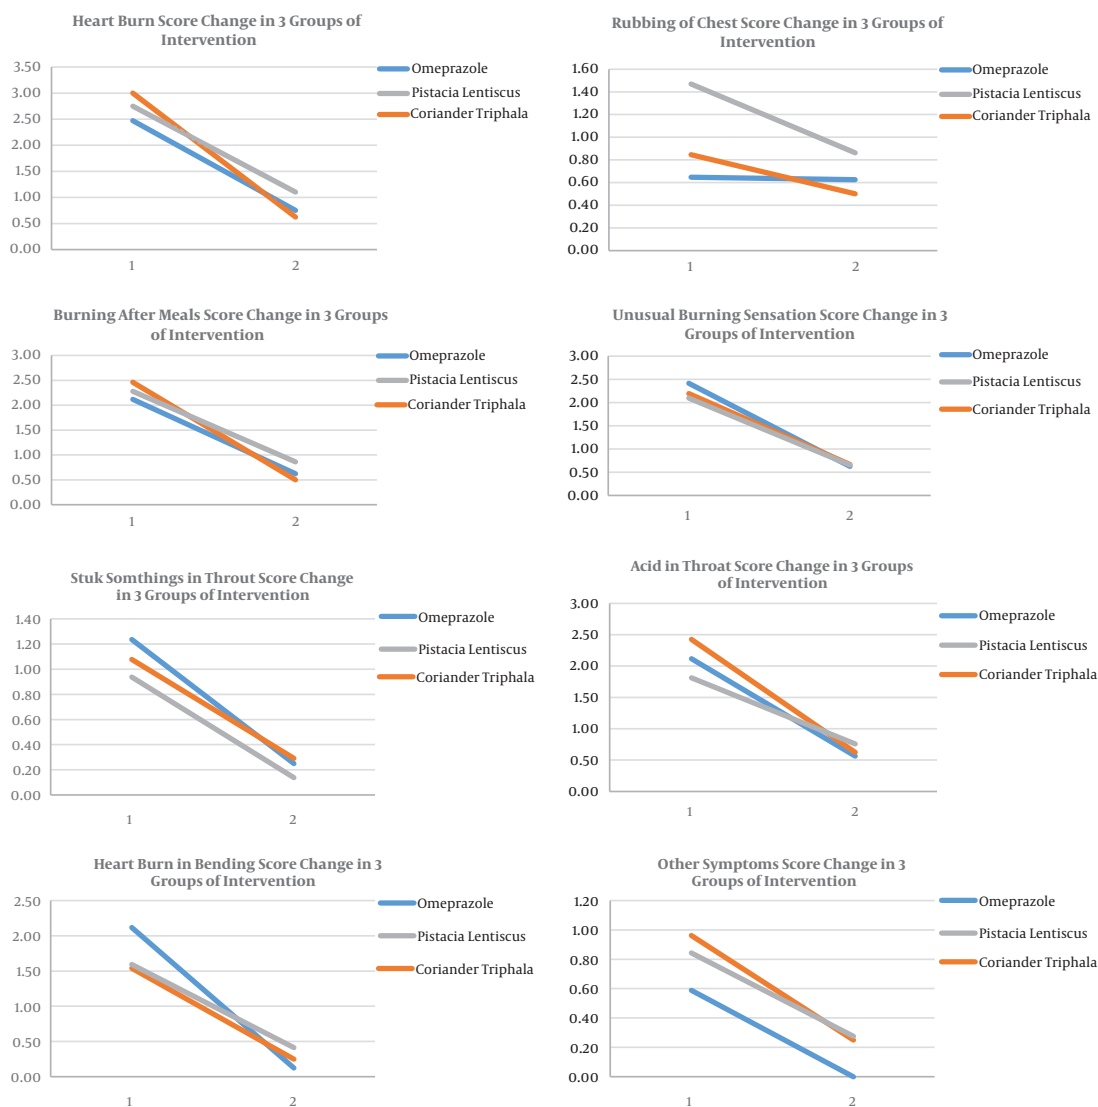 Heart Burn Score Change in 3 Groups of
Intervention
3.50
3.00
2.50
2.00
1.50
1.00
0.50
0.00
1
2
Omeprazole
Pistacia Lentiscus
Coriander Triphala
Rubbing of Chest Score Change in 3 Groups of
Intervention
1.60
1.40
1.20
1.00
0.80
0.60
0.40
0.20
0.00
1
2
Omeprazole
Pistacia Lentiscus
Coriander Triphala
Burning After Meals Score Change in 3 Groups
of Intervention
3.00
2.50
2.00
1.50
1.00
0.50
0.00
1
2
Omeprazole
Pistacia Lentiscus
Coriander Triphala
Unusual Burning Sensation Score Change in 3
Groups of Intervention
3.00
2.50
2.00
1.50
1.00
0.50
0.00
1
2
Omeprazole
Pistacia Lentiscus
Coriander Triphala
Stuk Somthings in Throut Score Change
in 3 Groups of Intervention
1.40
1.20
1.00
0.80
0.60
0.40
0.20
0.00
1
2
Omeprazole
Pistacia Lentiscus
Coriander Triphala
Acid in Throat Score Change in 3 Groups
of Intervention
3.00
2.50
2.00
1.50
1.00
0.50
0.00
1
2
Omeprazole
Pistacia Lentiscus
Coriander Triphala
Heart Burn in Bending Score Change in 3
Groups of Intervention
2.50
2.00
1.50
1.00
0.50
0.00
1
2
Omeprazole
Pistacia Lentiscus
Coriander Triphala
Other Symptoms Score Change in 3
Groups of Intervention
1.20
1.00
0.80
0.60
0.40
0.20
0.00
1
2
Omeprazole
Pistacia Lentiscus
Coriander Triphala